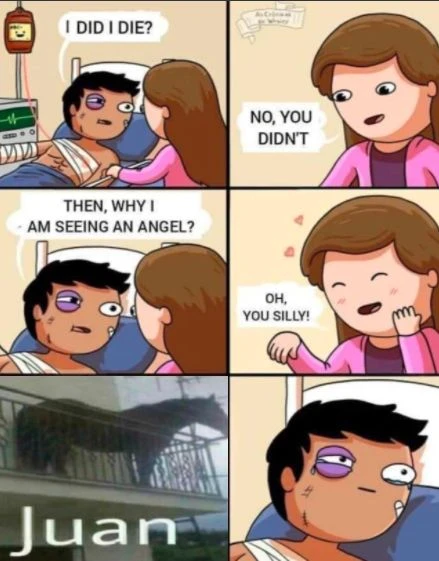 I DID I DIE?
NO, YOU
DIDN'T
THEN, WHY I
AM SEEING AN ANGEL?
OH,
YOU SILLY!
Juan